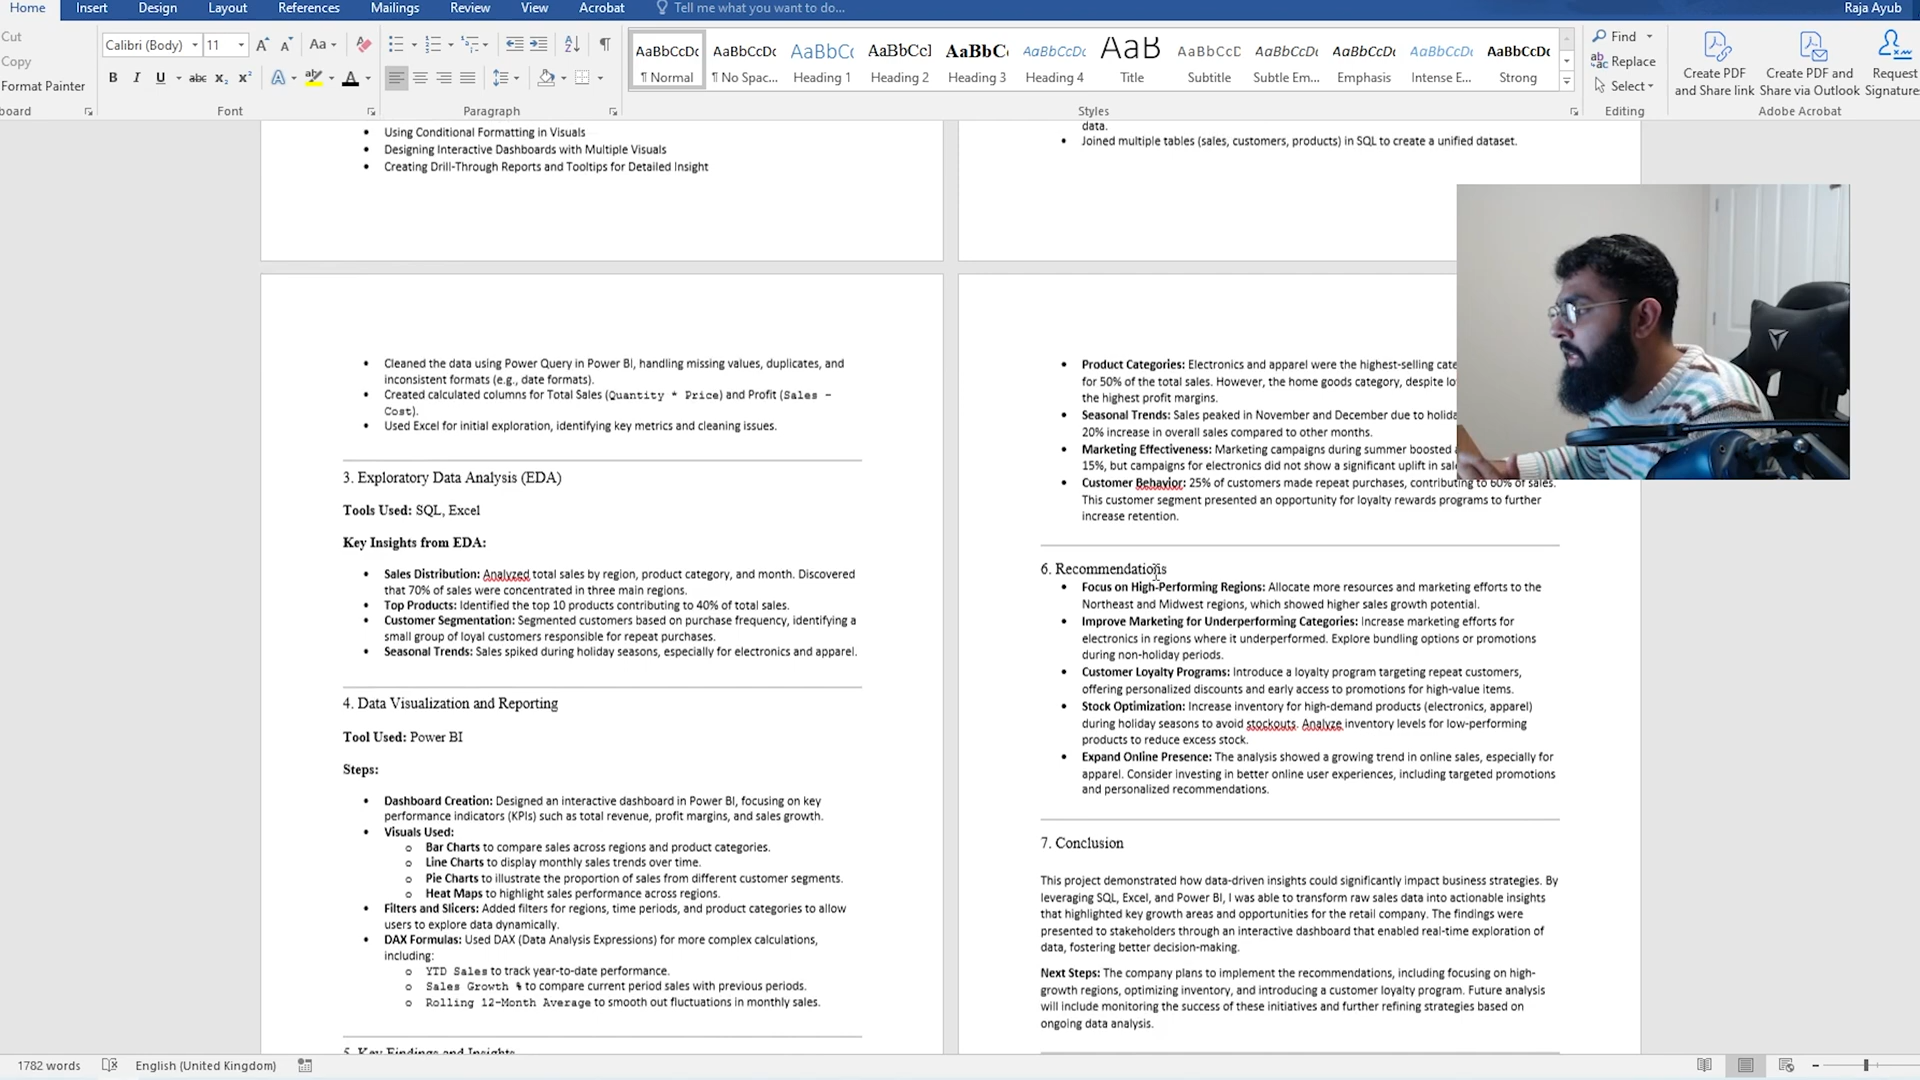 Home Insert Design Layout References Mailings Review View Acrobat Tell me what you want to do... Raja Ayub
Cut
Copy
Format Painter
Calibri (Body) 11 Aa
B I U abc X₂ X² A A
AaBbCcDc AaBbCcDc AaBbC( AaBbCcI AaBbC( AaBbCcDc AaB AaBbCcD AaBbCcDc AaBbCcDc AaBbCcDc AaBbCcDc
¶ Normal ¶ No Spac... Heading 1 Heading 2 Heading 3 Heading 4 Title Subtitle Subtle Em... Emphasis Intense E... Strong
Find
Replace
Select
Create PDF and Share link
Create PDF and Share via Outlook
Request Signature
oard Font Paragraph Styles Editing Adobe Acrobat
• Using Conditional Formatting in Visuals
• Designing Interactive Dashboards with Multiple Visuals
• Creating Drill-Through Reports and Tooltips for Detailed Insight
data.
• Joined multiple tables (sales, customers, products) in SQL to create a unified dataset.
• Cleaned the data using Power Query in Power BI, handling missing values, duplicates, and
inconsistent formats (e.g., date formats).
• Created calculated columns for Total Sales (Quantity * Price) and Profit (Sales -
Cost).
• Used Excel for initial exploration, identifying key metrics and cleaning issues.
3. Exploratory Data Analysis (EDA)
Tools Used: SQL, Excel
Key Insights from EDA:
• Sales Distribution: Analyzed total sales by region, product category, and month. Discovered
that 70% of sales were concentrated in three main regions.
• Top Products: Identified the top 10 products contributing to 40% of total sales.
• Customer Segmentation: Segmented customers based on purchase frequency, identifying a
small group of loyal customers responsible for repeat purchases.
• Seasonal Trends: Sales spiked during holiday seasons, especially for electronics and apparel.
4. Data Visualization and Reporting
Tool Used: Power BI
Steps:
• Dashboard Creation: Designed an interactive dashboard in Power BI, focusing on key
performance indicators (KPIs) such as total revenue, profit margins, and sales growth.
• Visuals Used:
o Bar Charts to compare sales across regions and product categories.
o Line Charts to display monthly sales trends over time.
o Pie Charts to illustrate the proportion of sales from different customer segments.
o Heat Maps to highlight sales performance across regions.
• Filters and Slicers: Added filters for regions, time periods, and product categories to allow
users to explore data dynamically.
• DAX Formulas: Used DAX (Data Analysis Expressions) for more complex calculations,
including:
o YTD Sales to track year-to-date performance.
o Sales Growth % to compare current period sales with previous periods.
o Rolling 12-Month Average to smooth out fluctuations in monthly sales.
5. Key Findings and Insights
• Product Categories: Electronics and apparel were the highest-selling
for 50% of the total sales. However, the home goods category, despite
the highest profit margins.
• Seasonal Trends: Sales peaked in November and December due to
20% increase in overall sales compared to other months.
• Marketing Effectiveness: Marketing campaigns during summer boosted
15%, but campaigns for electronics did not show a significant uplift in
• Customer Behavior: 25% of customers made repeat purchases, contributing to 60% of sales.
This customer segment presented an opportunity for loyalty rewards programs to further
increase retention.
6. Recommendations
• Focus on High-Performing Regions: Allocate more resources and marketing efforts to the
Northeast and Midwest regions, which showed higher sales growth potential.
• Improve Marketing for Underperforming Categories: Increase marketing efforts for
electronics in regions where it underperformed. Explore bundling options or promotions
during non-holiday periods.
• Customer Loyalty Programs: Introduce a loyalty program targeting repeat customers,
offering personalized discounts and early access to promotions for high-value items.
• Stock Optimization: Increase inventory for high-demand products (electronics, apparel)
during holiday seasons to avoid stockouts. Analyze inventory levels for low-performing
products to reduce excess stock.
• Expand Online Presence: The analysis showed a growing trend in online sales, especially for
apparel. Consider investing in better online user experiences, including targeted promotions
and personalized recommendations.
7. Conclusion
This project demonstrated how data-driven insights could significantly impact business strategies. By
leveraging SQL, Excel, and Power BI, I was able to transform raw sales data into actionable insights
that highlighted key growth areas and opportunities for the retail company. The findings were
presented to stakeholders through an interactive dashboard that enabled real-time exploration of
data, fostering better decision-making.
Next Steps: The company plans to implement the recommendations, including focusing on high-
growth regions, optimizing inventory, and introducing a customer loyalty program. Future analysis
will include monitoring the success of these initiatives and further refining strategies based on
ongoing data analysis.
1782 words English (United Kingdom)